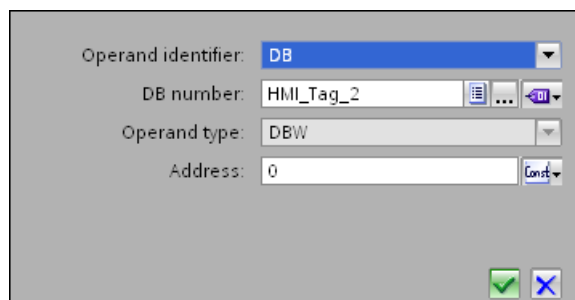 Operand identifier: DB
DB number: HMI_Tag_2 ...
Operand type: DBW
Address: 0 Const